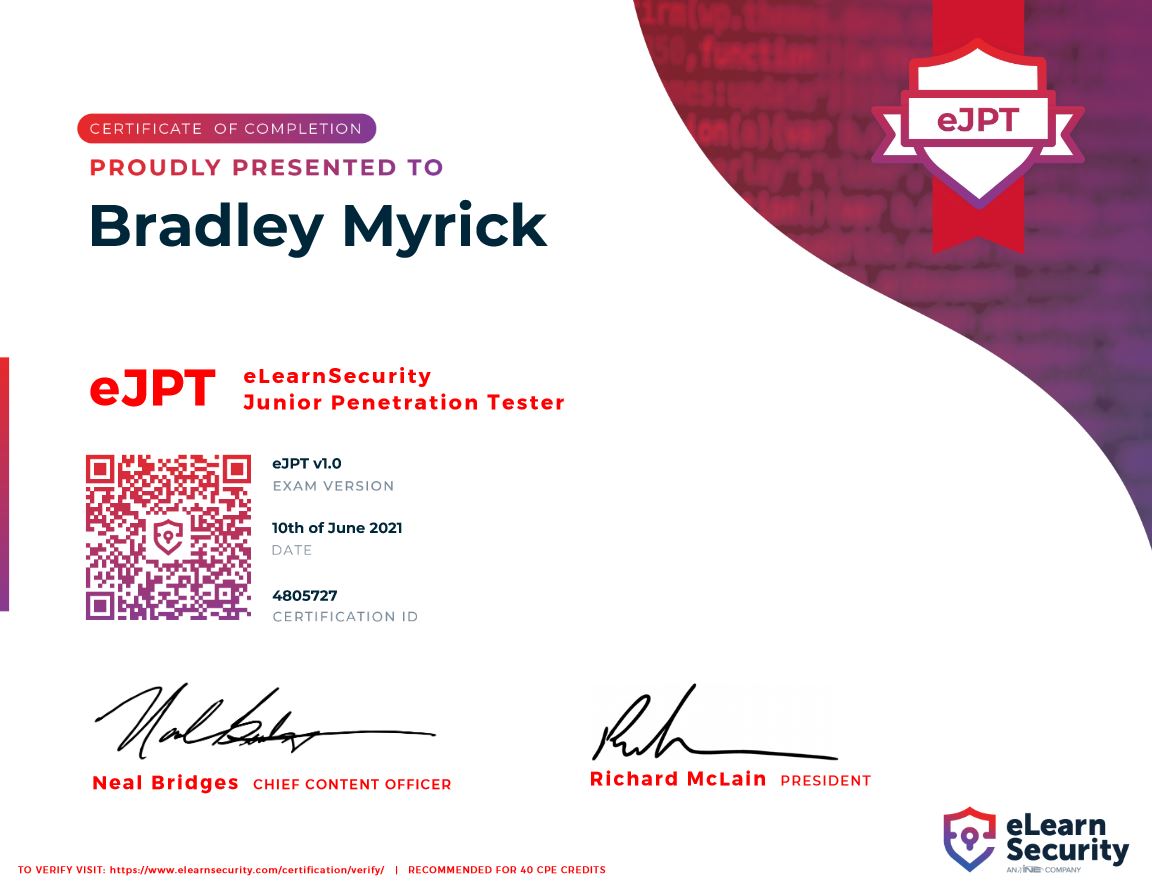 eJPT
CERTIFICATE OF COMPLETION
PROUDLY PRESENTED TO
Bradley Myrick
eJPT
eLearnSecurity
Junior Penetration Tester
eJPT v1.0
EXAM VERSION
10th of June 2021
DATE
4805727
CERTIFICATION ID
Neal Bridges CHIEF CONTENT OFFICER
Richard McLain PRESIDENT
eLearn
Security
AN INE COMPANY
TO VERIFY VISIT: https://www.elearnsecurity.com/certification/verify/ | RECOMMENDED FOR 40 CPE CREDITS